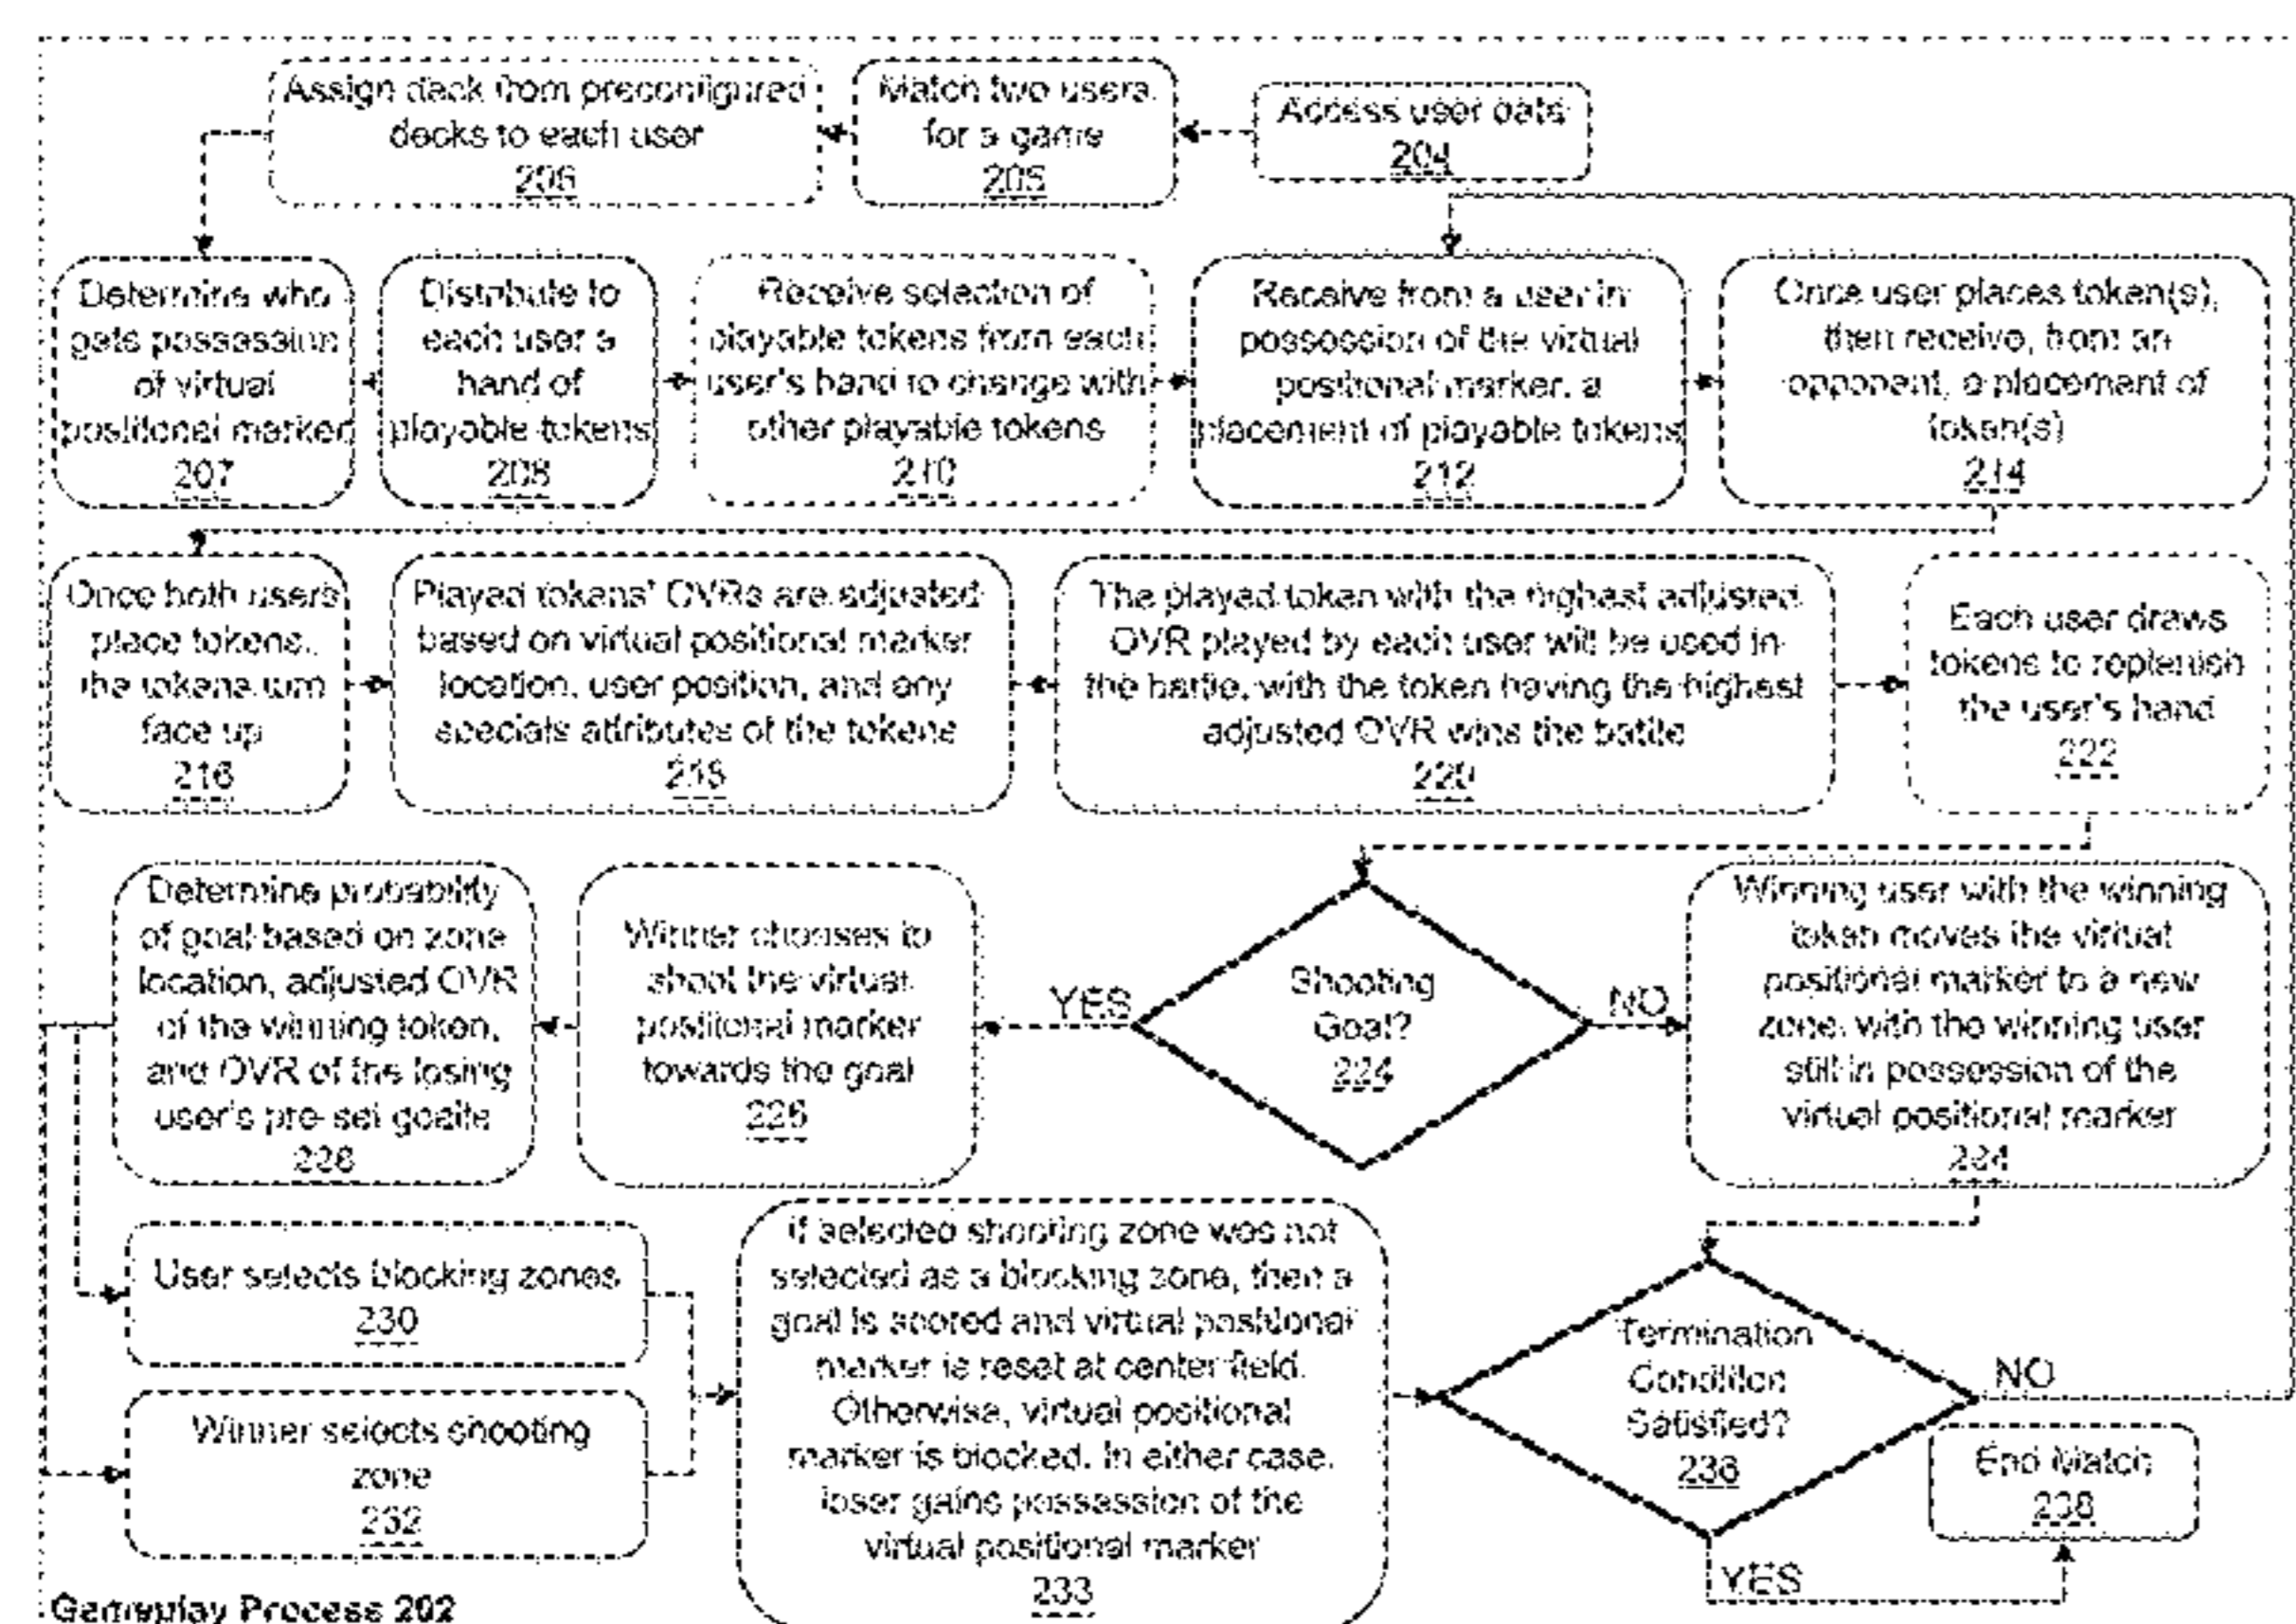 Assign deck from preconfigured
decks to each user
206
Match two users
for a game
205
Access user data
204
Determine who
gets possession
of virtual
positional marker
207
Distribute to
each user a
hand of
playable tokens
208
Receive selection of
playable tokens from each
user's hand to change with
other playable tokens
210
Receive from a user in
possession of the virtual
positional marker, a
placement of playable tokens
212
Once user places token(s),
then receive, from an
opponent, a placement of
token(s)
214
Once both users
place tokens,
the tokens turn
face up
216
Played tokens' OVRs are adjusted
based on virtual positional marker
location, user position, and any
specials attributes of the tokens
218
The played token with the highest adjusted
OVR played by each user will be used in
the battle, with the token having the highest
adjusted OVR wins the battle
220
Each user draws
tokens to replenish
the user's hand
222
Determine probability
of goal based on zone
location, adjusted OVR
of the winning token,
and OVR of the losing
user's pre-set goalie
228
Winner chooses to
shoot the virtual
positional marker
towards the goal
226
YES
Shooting
Goal?
224
NO
Winning user with the winning
token moves the virtual
positional marker to a new
zone, with the winning user
still in possession of the
virtual positional marker
224
User selects blocking zones
230
Winner selects shooting
zone
232
If selected shooting zone was not
selected as a blocking zone, then a
goal is scored and virtual positional
marker is reset at center field.
Otherwise, virtual positional
marker is blocked. In either case,
loser gains possession of the
virtual positional marker
233
Termination
Condition
Satisfied?
236
NO
End Match
238
YES
Gameplay Process 202